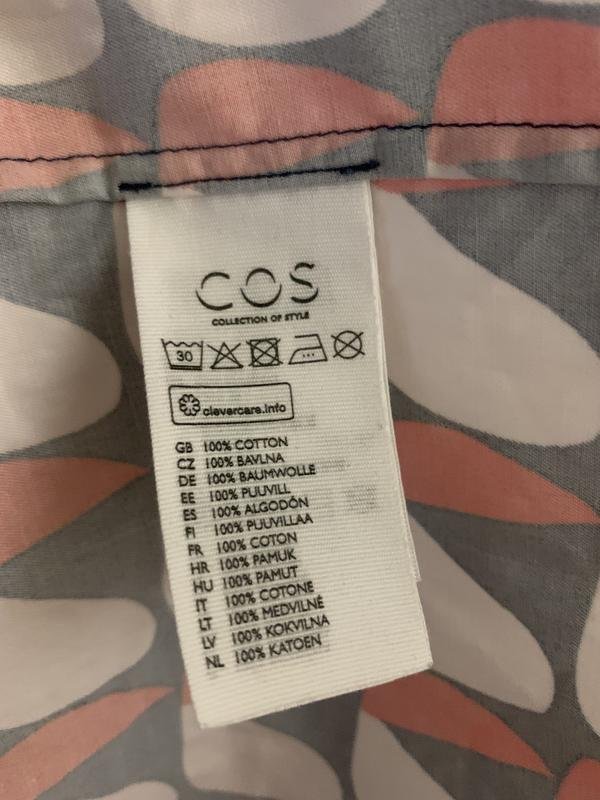 COS
COLLECTION OF STYLE
30
clevercare.info
GB 100% COTTON
CZ 100% BAVLNA
DE 100% BAUMWOLLE
EE 100% PUUVILL
ES 100% ALGODÓN
FI 100% PUUVILLAA
FR 100% COTON
HR 100% PAMUK
HU 100% PAMUT
IT 100% COTONE
LT 100% MEDVILNĖ
LV 100% KOKVILNA
NL 100% KATOEN